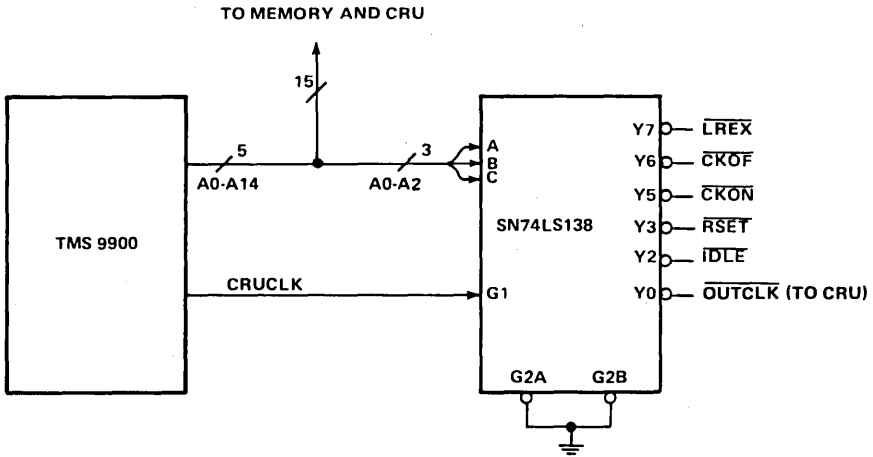 TO MEMORY AND CRU
15
5
3
A0-A14
A0-A2
TMS 9900
CRUCLK
A
B
C
G1
SN74LS138
G2A
G2B
Y7
LREX
Y6
CKOF
Y5
CKON
Y3
RSET
Y2
IDLE
Y0
OUTCLK (TO CRU)